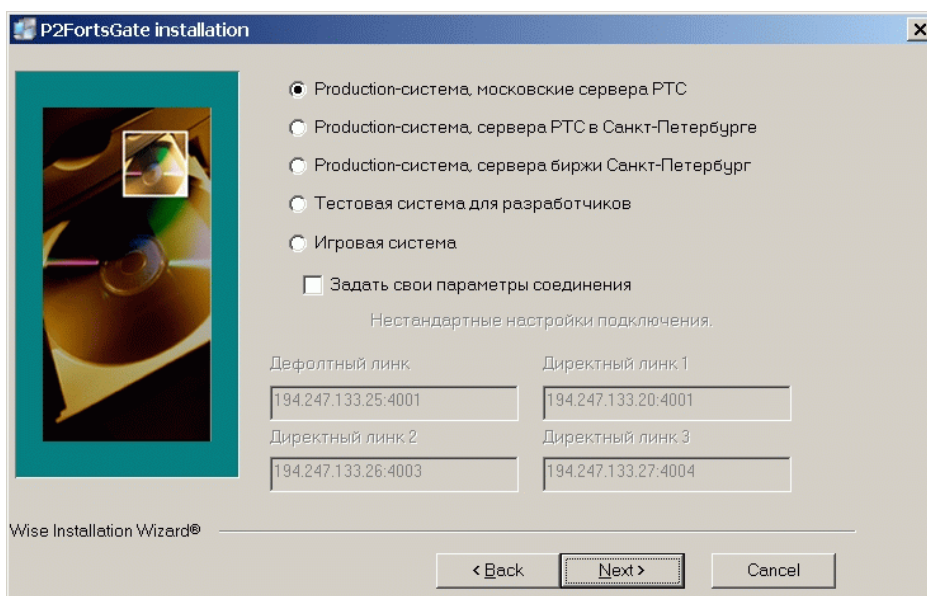 P2FortsGate installation
Production-система, московские сервера РТС
Production-система, сервера РТС в Санкт-Петербурге
Production-система, сервера биржи Санкт-Петербург
Тестовая система для разработчиков
Игровая система
Задать свои параметры соединения
Нестандартные настройки подключения.
Дефолтный линк Директный линк 1
194.247.133.25:4001 194.247.133.20:4001
Директный линк 2 Директный линк 3
194.247.133.26:4003 194.247.133.27:4004
Wise Installation Wizard®
< Back Next > Cancel